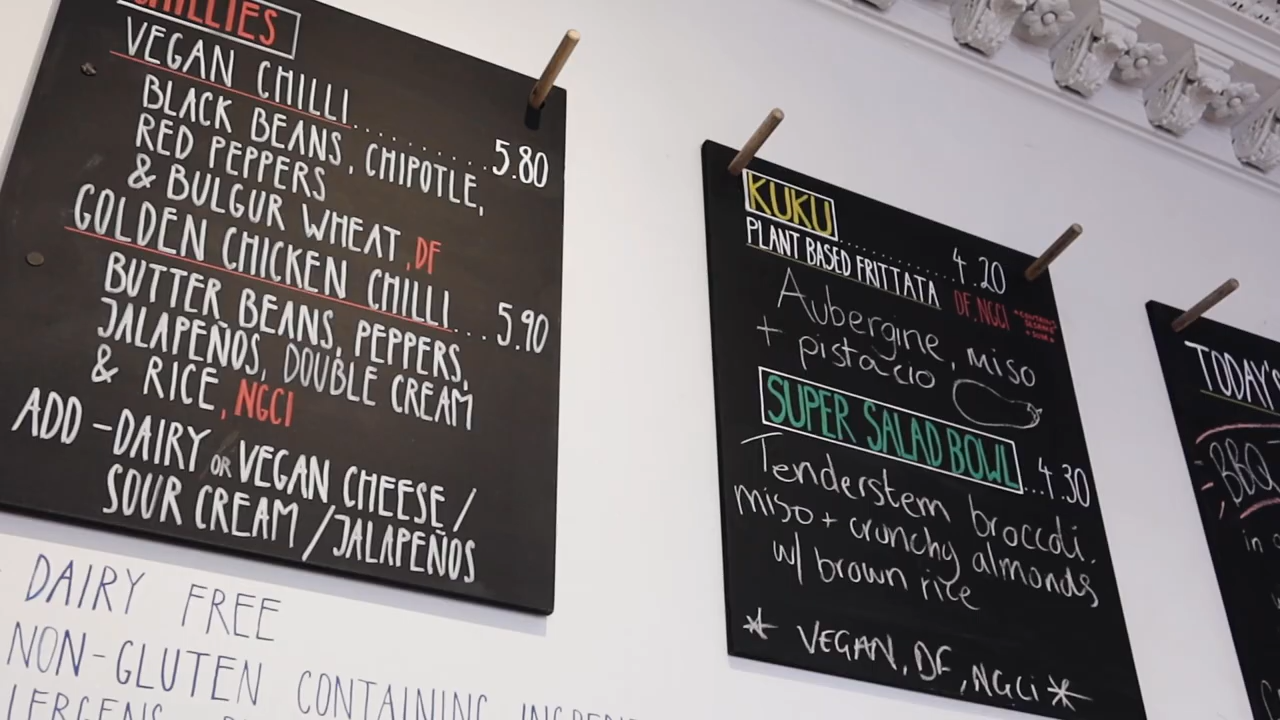 CHILLIES
VEGAN CHILLI..........5.80
BLACK BEANS, CHIPOTLE,
RED PEPPERS
& BULGUR WHEAT, DF
GOLDEN CHICKEN CHILLI...5.90
BUTTER BEANS, PEPPERS,
JALAPEÑOS, DOUBLE CREAM
& RICE, NGCI
ADD -DAIRY OR VEGAN CHEESE /
SOUR CREAM / JALAPEÑOS
DAIRY FREE
NON-GLUTEN CONTAINING
KUKU..........4.20
PLANT BASED FRITTATA DF, NGCI
Aubergine, miso
+ pistacio
SUPER SALAD BOWL...4.30
Tenderstem broccoli,
miso + crunchy almonds
w/ brown rice
* VEGAN, DF, NGCi *
TODAY'S
BBQ
in